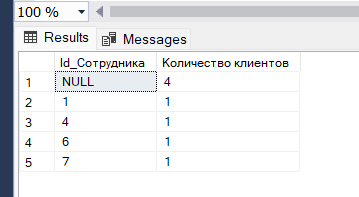 100 %
Results Messages
Id_Сотрудника Количество клиентов
1 NULL 4
2 1 1
3 4 1
4 6 1
5 7 1